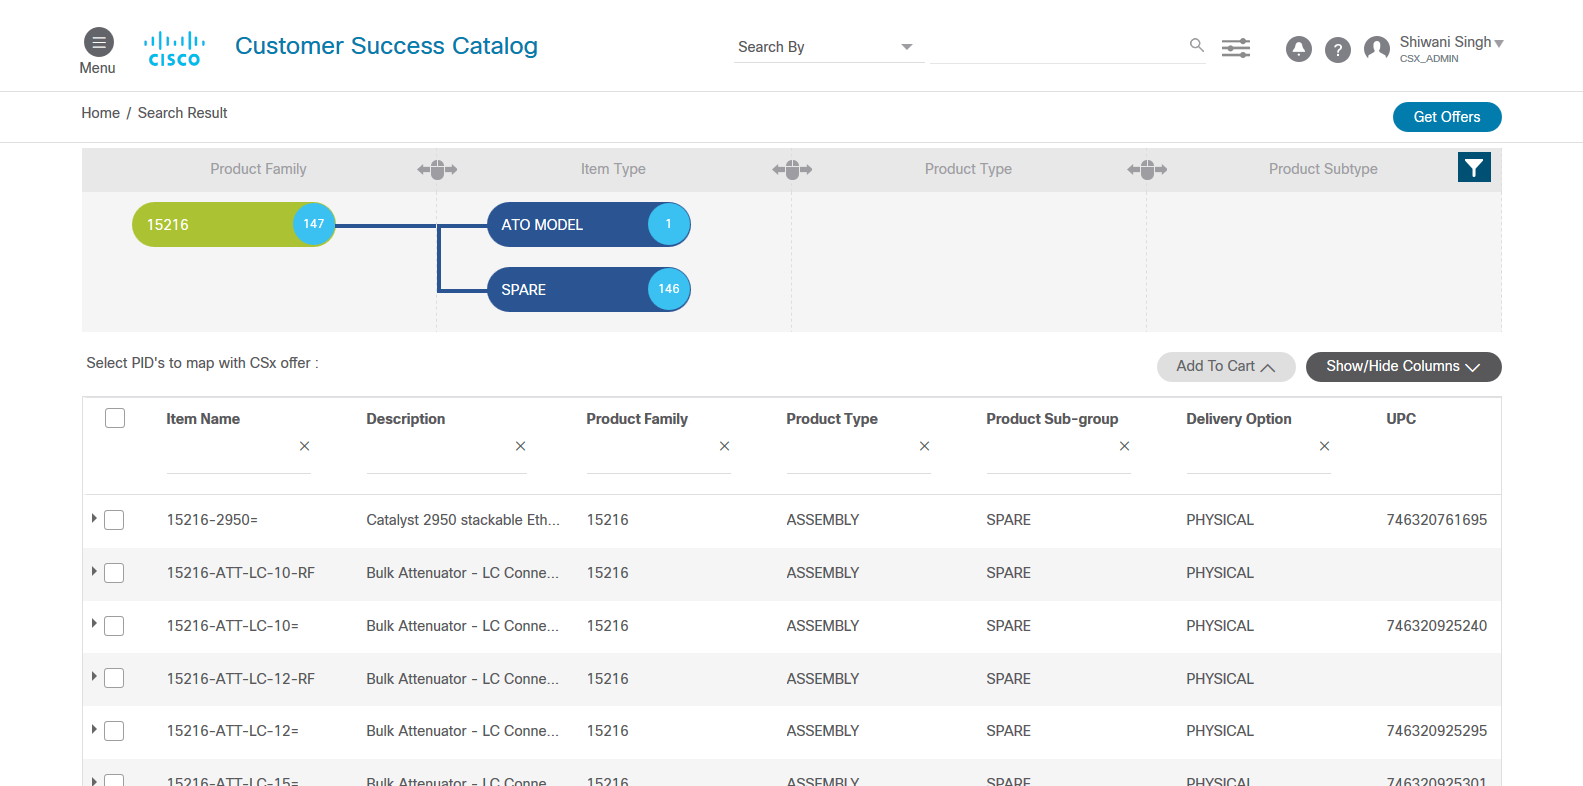 Menu
CISCO
Customer Success Catalog
Search By
?
Shiwani Singh
CSX_ADMIN
Home / Search Result
Get Offers
Product Family Item Type Product Type Product Subtype
15216 147 ATO MODEL 1
SPARE 146
Select PID's to map with CSx offer :
Add To Cart Show/Hide Columns
Item Name Description Product Family Product Type Product Sub-group Delivery Option UPC
15216-2950= Catalyst 2950 stackable Eth... 15216 ASSEMBLY SPARE PHYSICAL 746320761695
15216-ATT-LC-10-RF Bulk Attenuator - LC Conne... 15216 ASSEMBLY SPARE PHYSICAL
15216-ATT-LC-10= Bulk Attenuator - LC Conne... 15216 ASSEMBLY SPARE PHYSICAL 746320925240
15216-ATT-LC-12-RF Bulk Attenuator - LC Conne... 15216 ASSEMBLY SPARE PHYSICAL
15216-ATT-LC-12= Bulk Attenuator - LC Conne... 15216 ASSEMBLY SPARE PHYSICAL 746320925295
15216-ATT-LC-15= Bulk Attenuator - LC Conne... 15216 ASSEMBLY SPARE PHYSICAL 746320925301